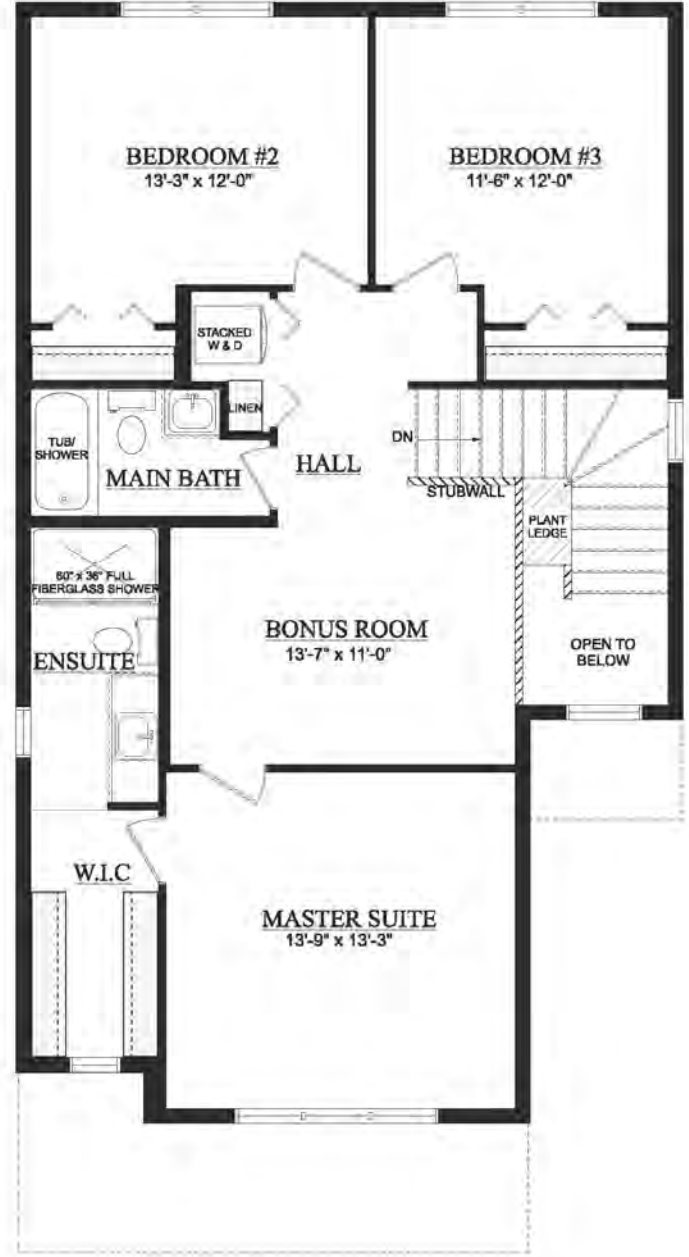 BEDROOM #2
13'-3" x 12'-0"
BEDROOM #3
11'-6" x 12'-0"
STACKED
W & D
LINEN
TUB/
SHOWER
MAIN BATH
HALL
DN
STUBWALL
PLANT
LEDGE
60" x 36" FULL
FIBERGLASS SHOWER
ENSUITE
BONUS ROOM
13'-7" x 11'-0"
OPEN TO
BELOW
W.I.C
MASTER SUITE
13'-9" x 13'-3"